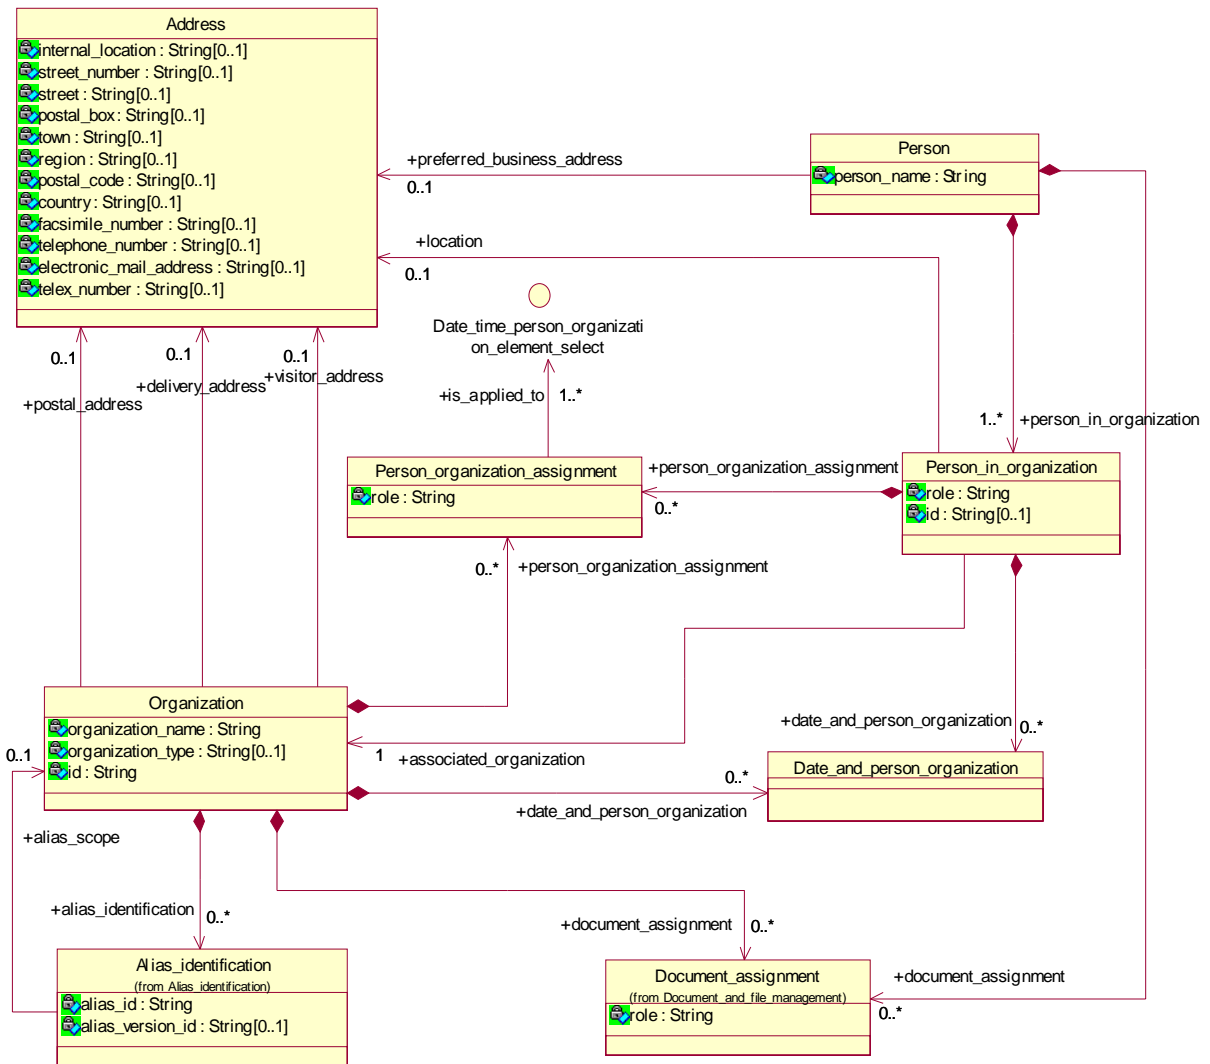 Address
internal_location : String[0..1]
street_number : String[0..1]
street : String[0..1]
postal_box : String[0..1]
town : String[0..1]
region : String[0..1]
postal_code : String[0..1]
country : String[0..1]
facsimile_number : String[0..1]
telephone_number : String[0..1]
electronic_mail_address : String[0..1]
telex_number : String[0..1]
+preferred_business_address
0..1
Person
person_name : String
+location
0..1
Date_time_person_organizati
on_element_select
+is_applied_to
1..*
0..1
+postal_address
0..1
+delivery_address
0..1
+visitor_address
1..*
+person_in_organization
Person_organization_assignment
role : String
+person_organization_assignment
0..*
Person_in_organization
role : String
id : String[0..1]
0..*
+person_organization_assignment
Organization
organization_name : String
organization_type : String[0..1]
id : String
0..1
+alias_scope
1
+associated_organization
+date_and_person_organization
0..*
Date_and_person_organization
0..*
+date_and_person_organization
+alias_identification
0..*
+document_assignment
0..*
Alias_identification
(from Alias_identification)
alias_id : String
alias_version_id : String[0..1]
Document_assignment
(from Document_and_file_management)
role : String
+document_assignment
0..*